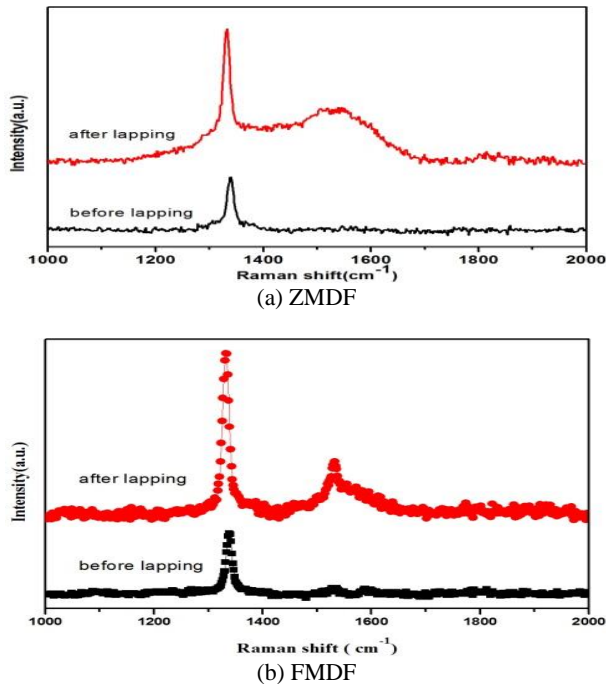 Intensity(a.u.)
after lapping
before lapping
1000 1200 1400 1600 1800 2000
Raman shift(cm-1)
(a) ZMDF
Intensity(a.u.)
after lapping
before lapping
1000 1200 1400 1600 1800 2000
Raman shift ( cm-1)
(b) FMDF